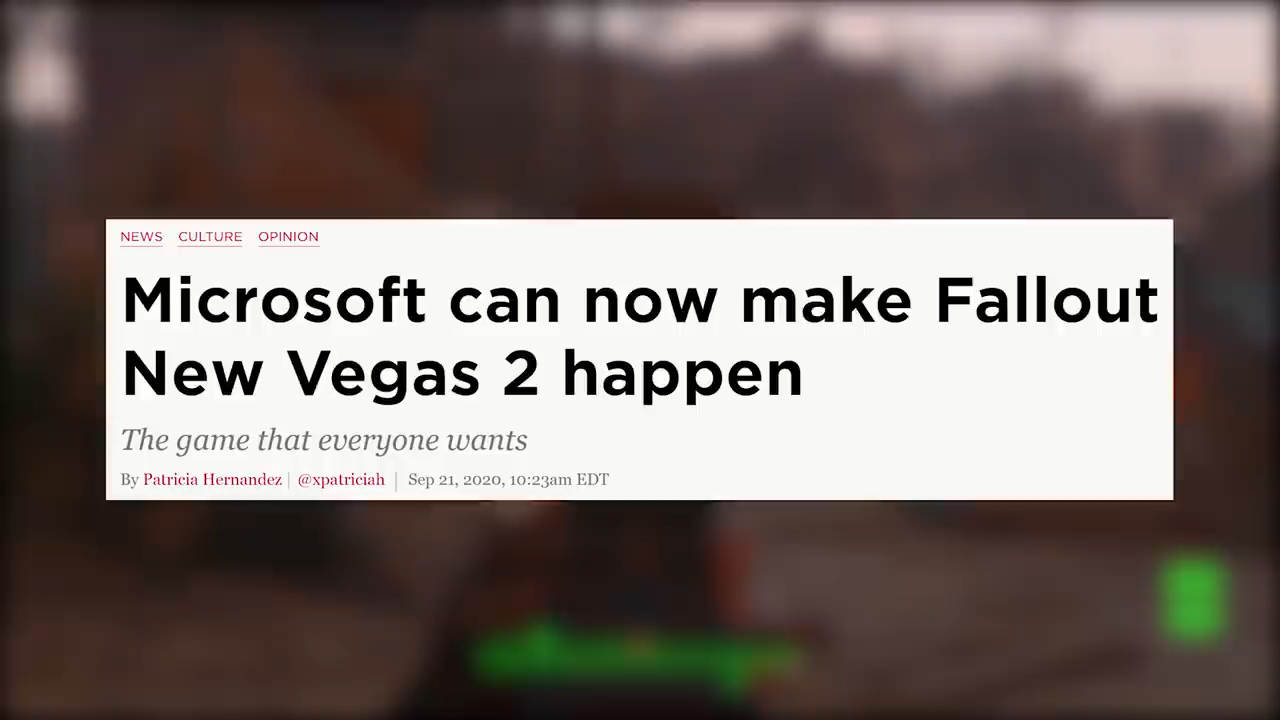 NEWS CULTURE OPINION
Microsoft can now make Fallout
New Vegas 2 happen
The game that everyone wants
By Patricia Hernandez | @xpatriciah | Sep 21, 2020, 10:23am EDT